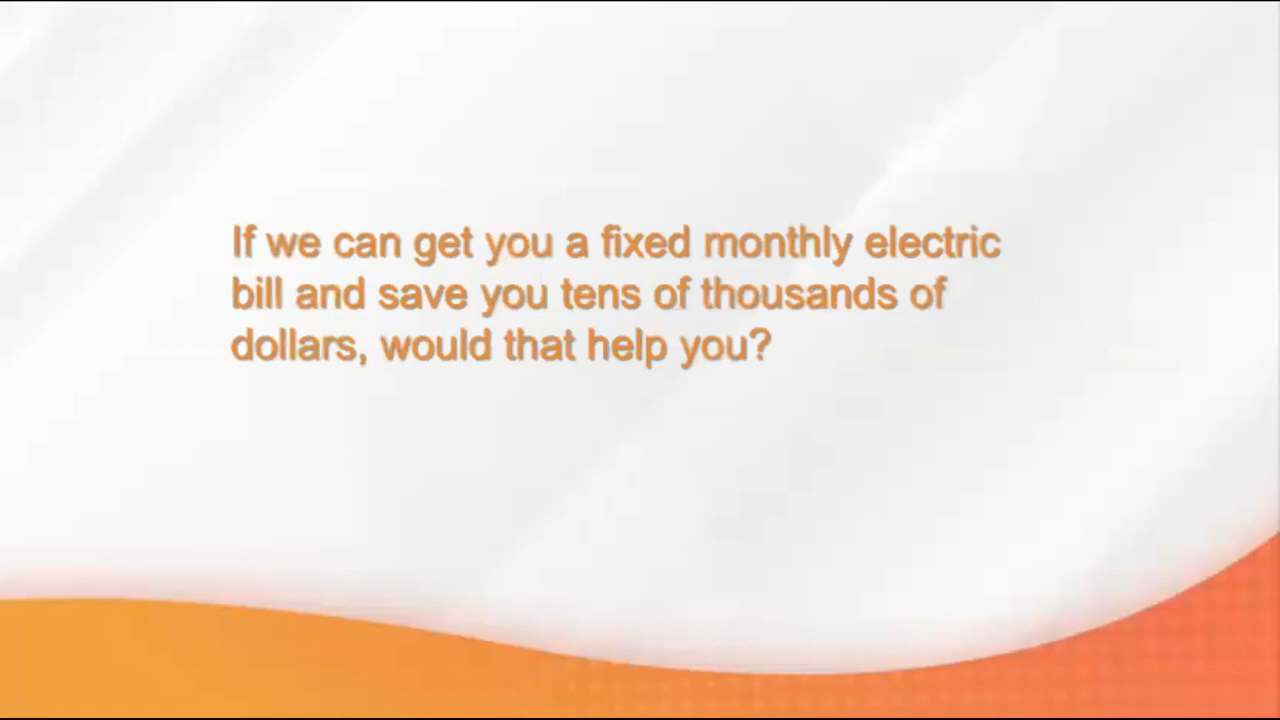 If we can get you a fixed monthly electric
bill and save you tens of thousands of
dollars, would that help you?